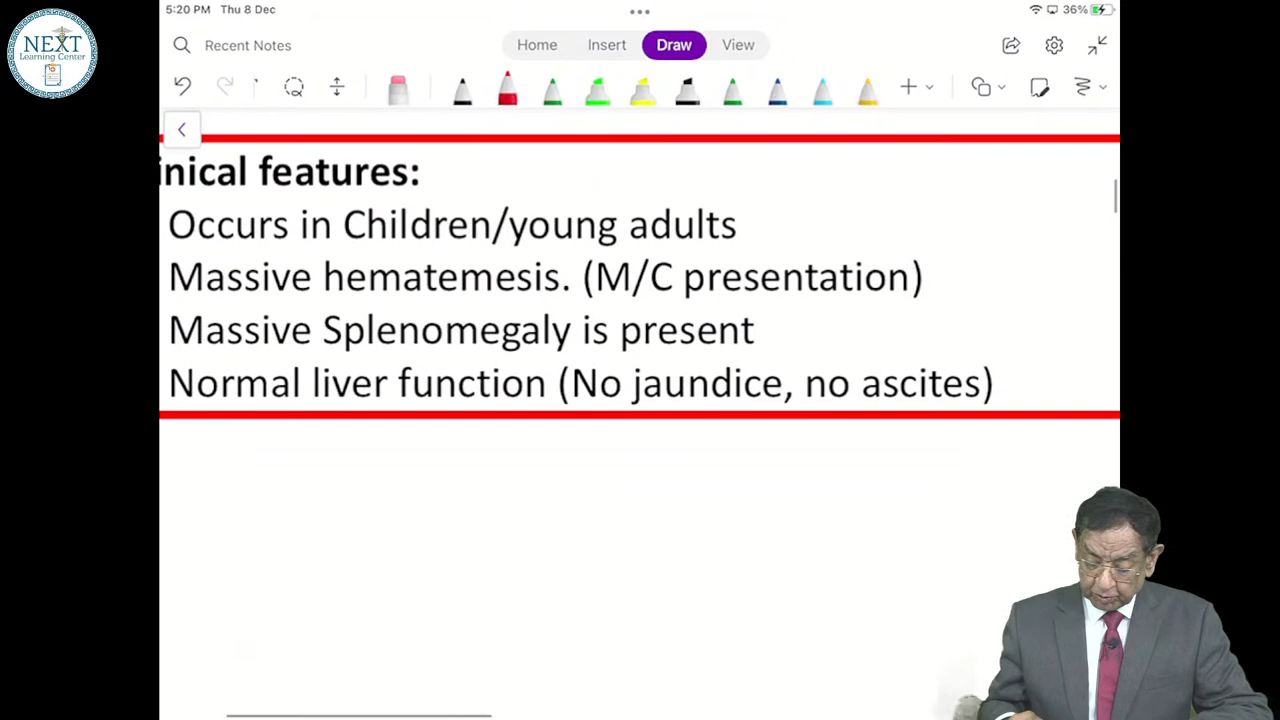 5:20 PM Thu 8 Dec
36%
NEXT
Learning Center
Recent Notes
Home
Insert
Draw
View
inical features:
Occurs in Children/young adults
Massive hematemesis. (M/C presentation)
Massive Splenomegaly is present
Normal liver function (No jaundice, no ascites)